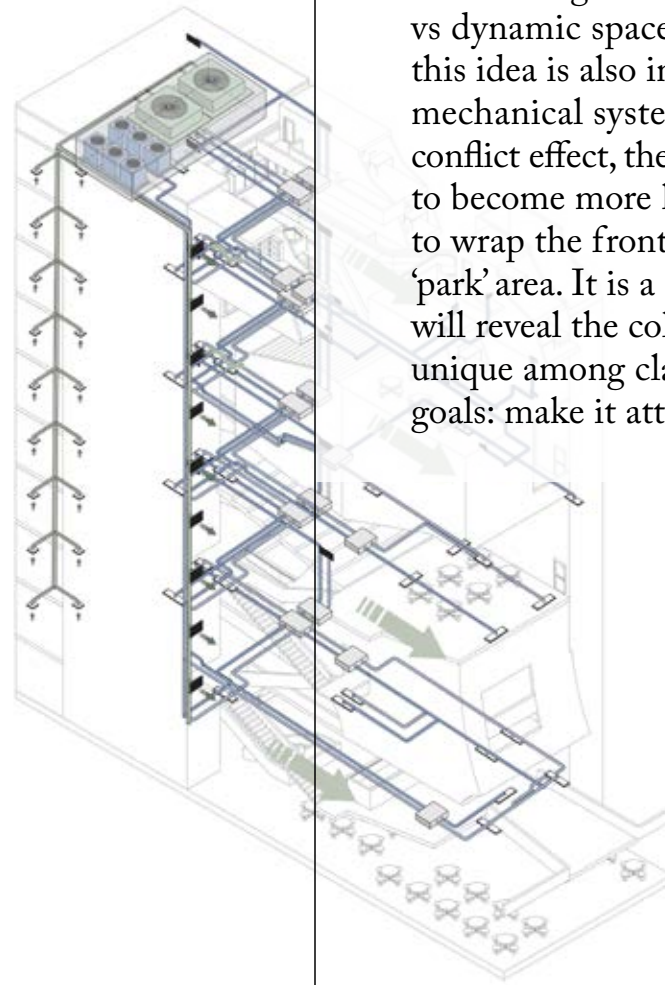 vs dynamic space
this idea is also in
mechanical syste
conflict effect, the
to become more l
to wrap the front
‘park’ area. It is a
will reveal the col
unique among cla
goals: make it att